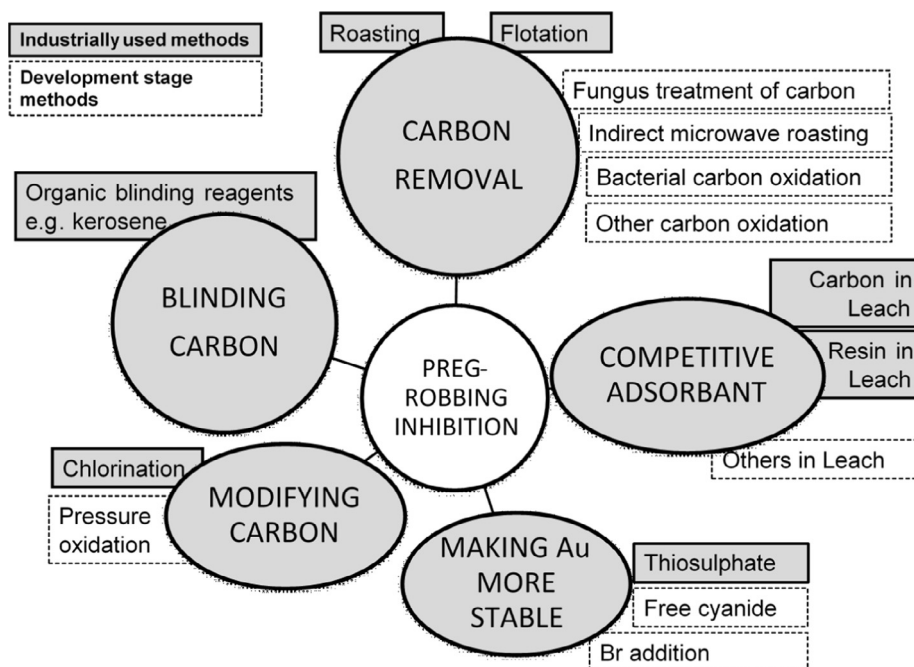 Industrially used methods
Development stage
methods
Roasting
Flotation
CARBON
REMOVAL
Fungus treatment of carbon
Indirect microwave roasting
Bacterial carbon oxidation
Other carbon oxidation
Organic blinding reagents
e.g. kerosene
BLINDING
CARBON
PREG-
ROBBING
INHIBITION
Carbon in
Leach
COMPETITIVE
ADSORBANT
Resin in
Leach
Others in Leach
Chlorination
Pressure
oxidation
MODIFYING
CARBON
MAKING Au
MORE
STABLE
Thiosulphate
Free cyanide
Br addition